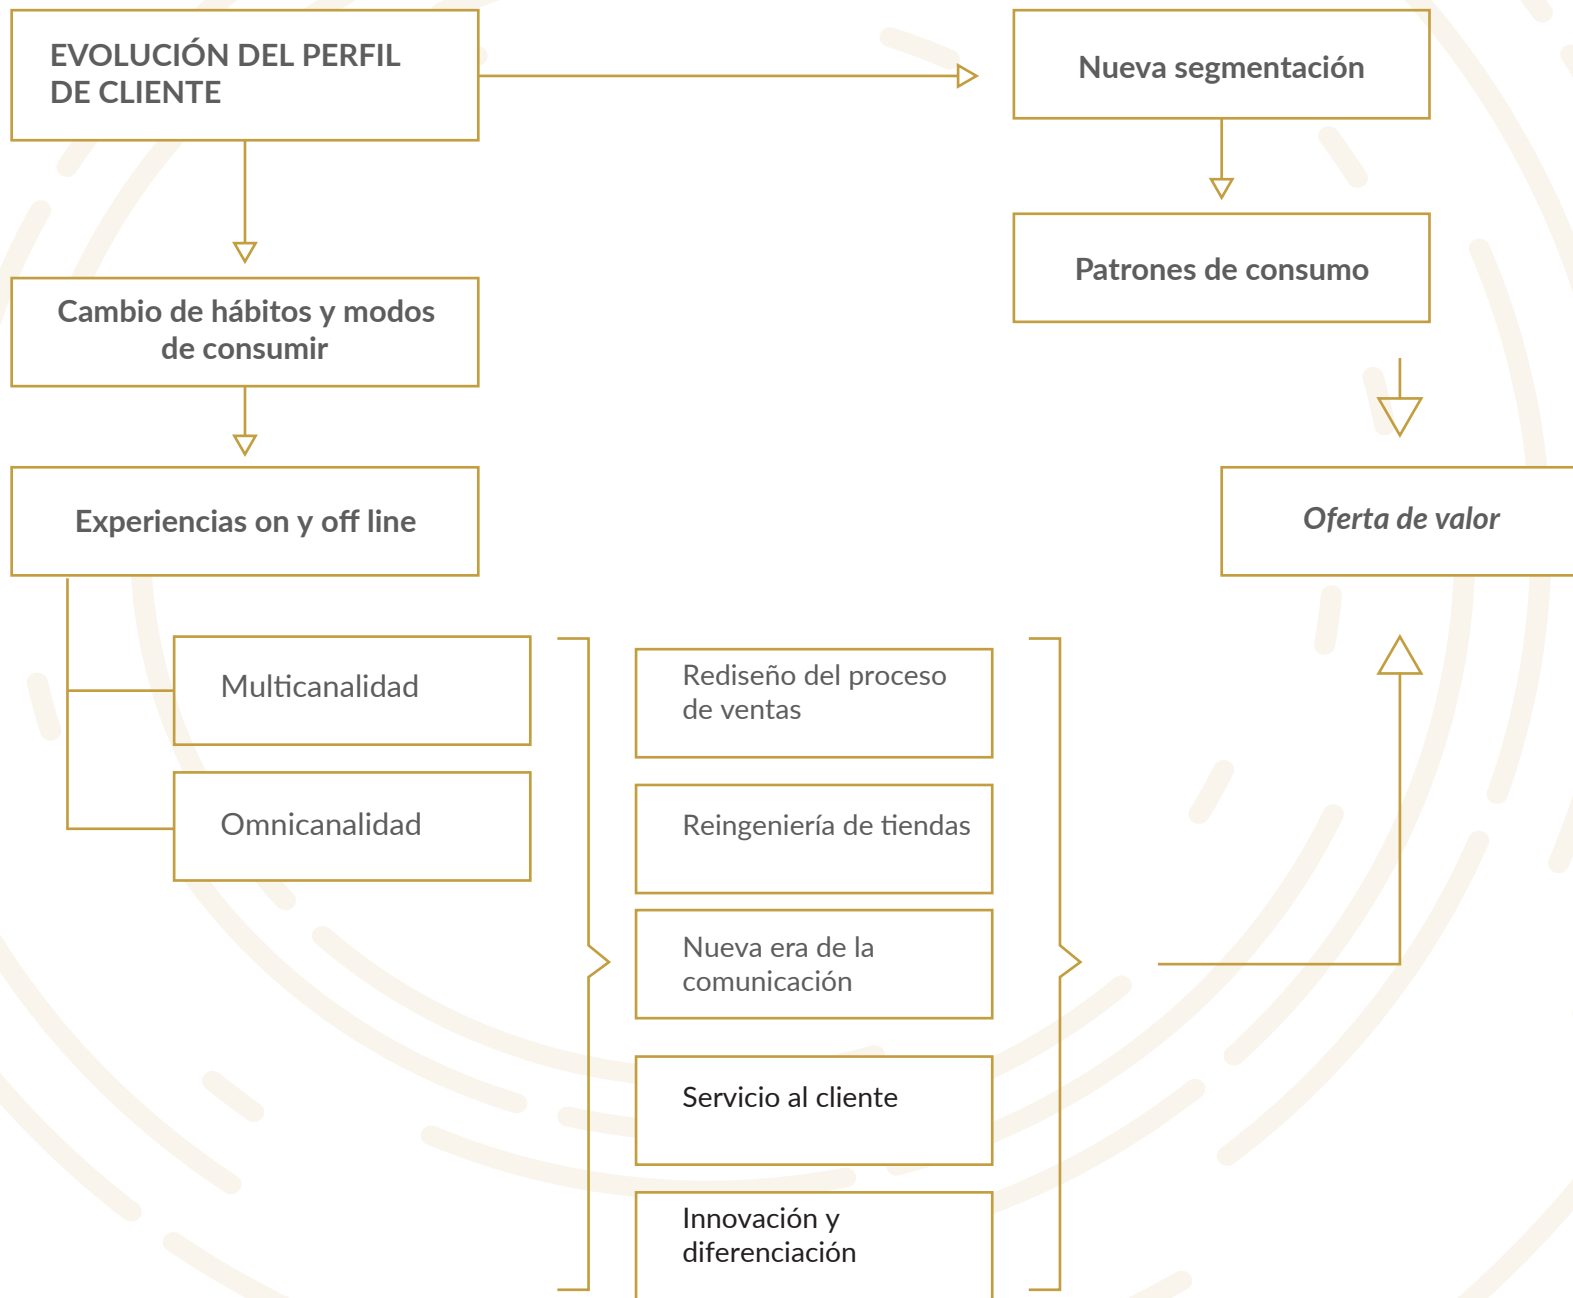 EVOLUCIÓN DEL PERFIL
DE CLIENTE
Nueva segmentación
Patrones de consumo
Cambio de hábitos y modos
de consumir
Experiencias on y off line
Oferta de valor
Multicanalidad
Omnicanalidad
Rediseño del proceso
de ventas
Reingeniería de tiendas
Nueva era de la
comunicación
Servicio al cliente
Innovación y
diferenciación